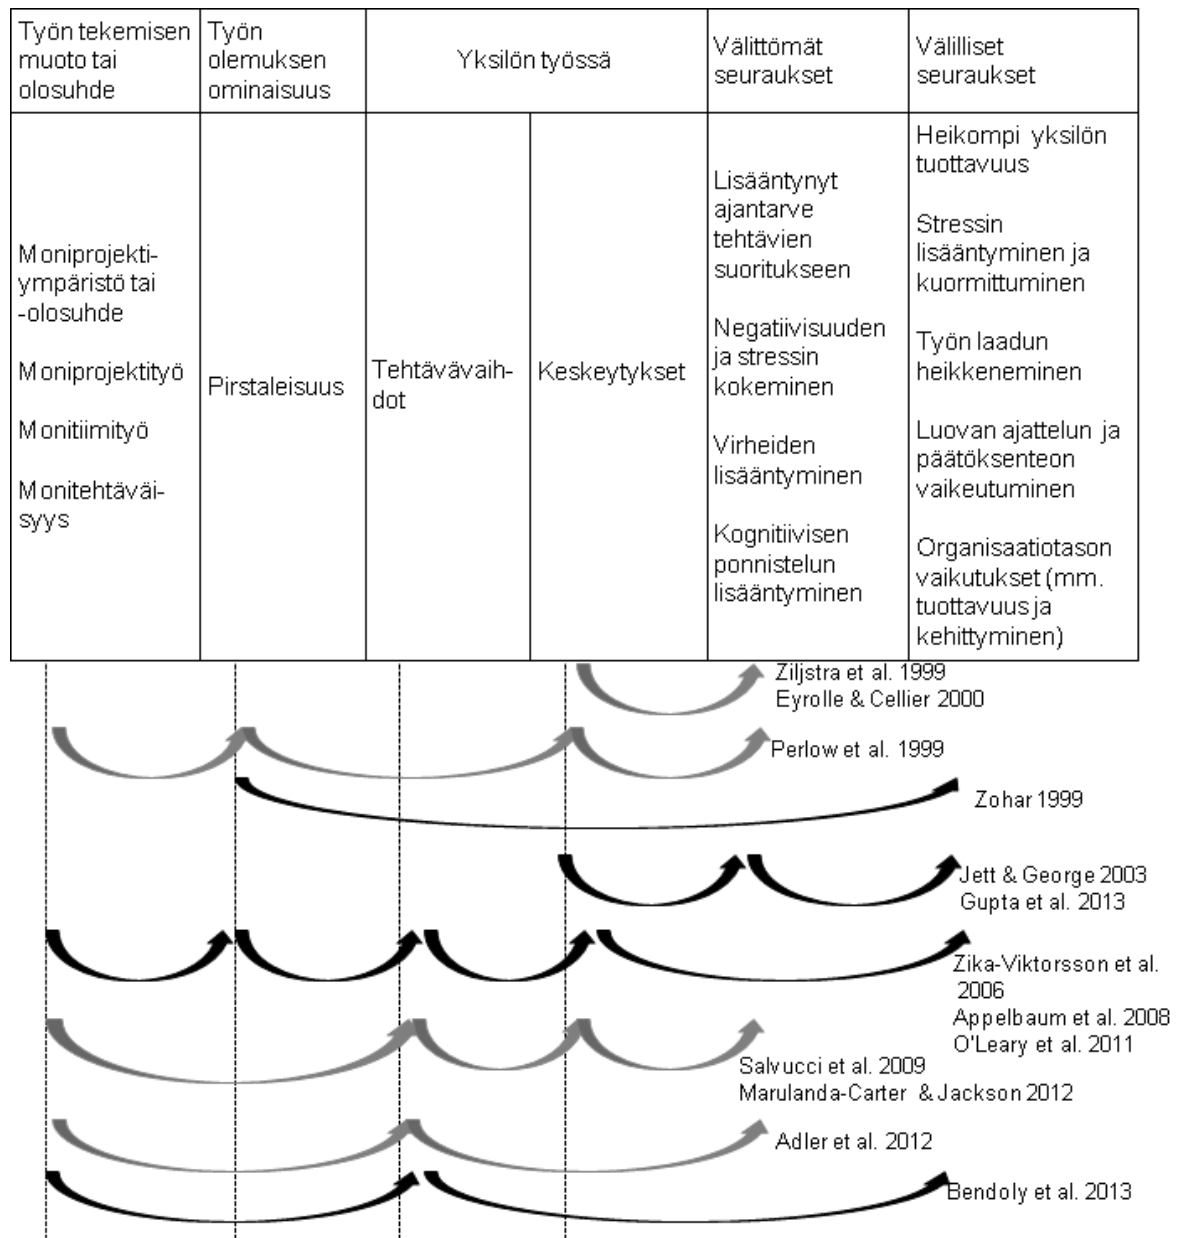 Työn tekemisen
muoto tai
olosuhde
Työn
olemuksen
ominaisuus
Yksilön työssä
Välittömät
seuraukset
Välilliset
seuraukset
Moniprojekti-
ympäristö tai
-olosuhde
Moniprojektityö
Monitiimityö
Monitehtäväi-
syys
Pirstaleisuus
Tehtävävaih-
dot
Keskeytykset
Lisääntynyt
ajantarve
tehtävien
suoritukseen
Negatiivisuuden
ja stressin
kokeminen
Virheiden
lisääntyminen
Kognitiivisen
ponnistelun
lisääntyminen
Heikompi yksilön
tuottavuus
Stressin
lisääntyminen ja
kuormittuminen
Työn laadun
heikkeneminen
Luovan ajattelun ja
päätöksenteon
vaikeutuminen
Organisaatiotason
vaikutukset (mm.
tuottavuus ja
kehittyminen)
Ziljstra et al. 1999
Eyrolle & Cellier 2000
Perlow et al. 1999
Zohar 1999
Jett & George 2003
Gupta et al. 2013
Zika-Viktorsson et al.
2006
Appelbaum et al. 2008
O'Leary et al. 2011
Salvucci et al. 2009
Marulanda-Carter & Jackson 2012
Adler et al. 2012
Bendoly et al. 2013